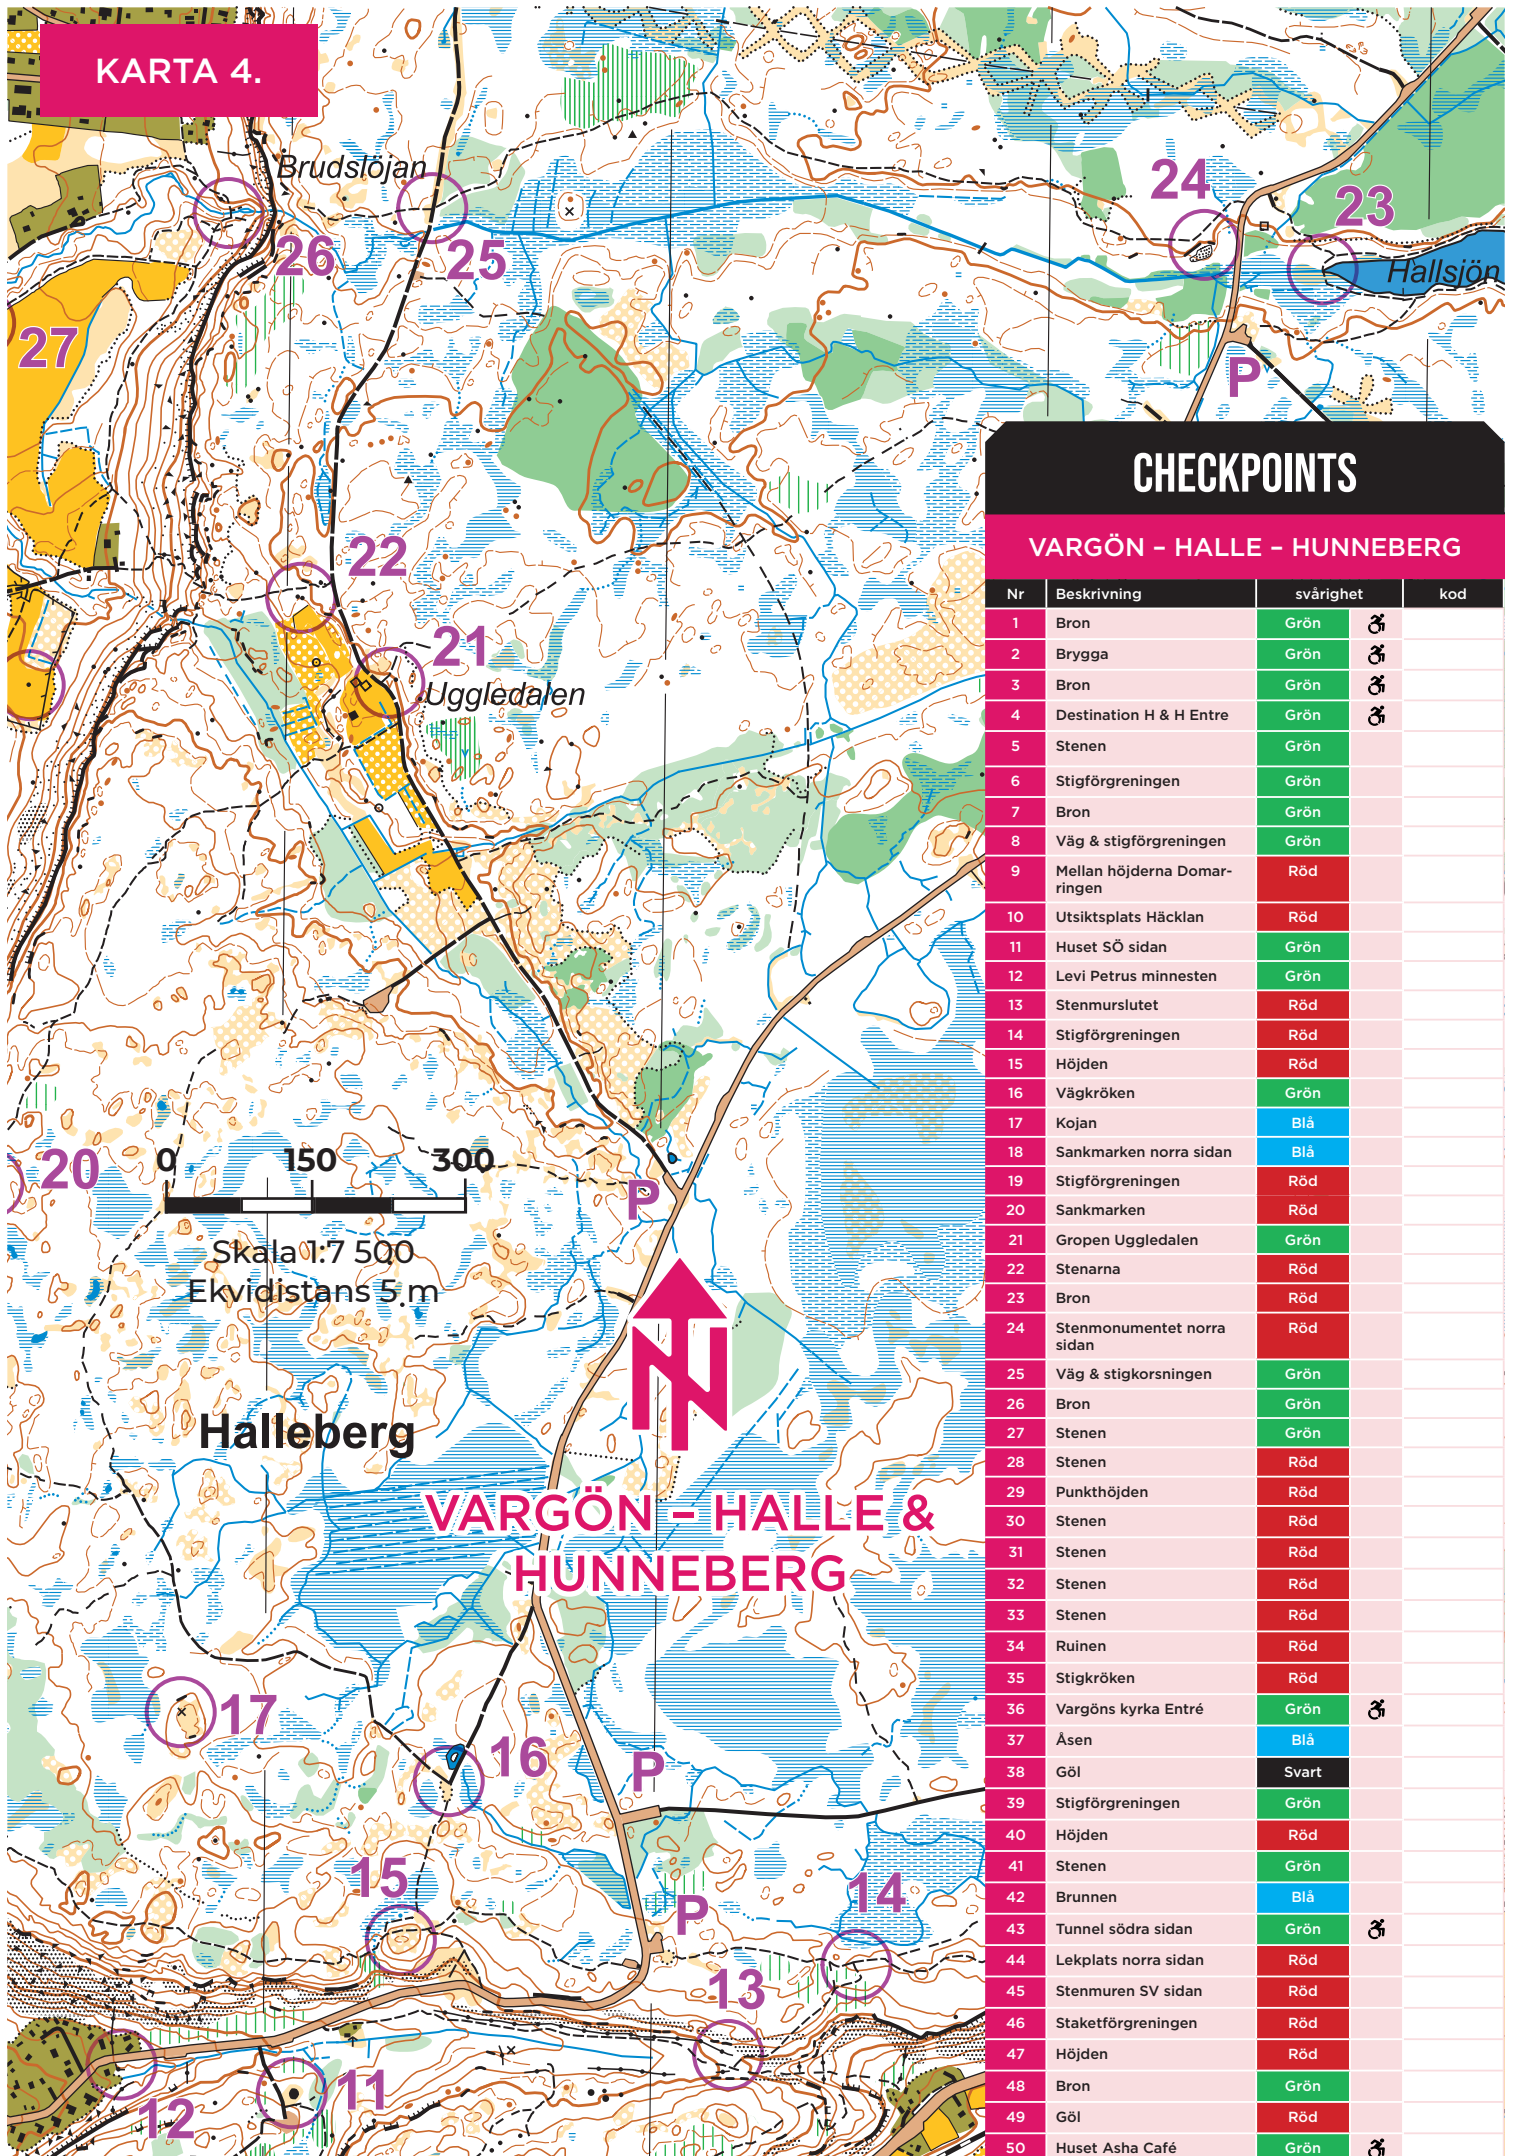 KARTA 4.
Brudslöjan
26
25
24
23
Hallsjön
27
P
22
21
Uggledalen
20
0 150 300
Skala 1:7 500
Ekvidistans 5 m
P
Halleberg
VARGÖN – HALLE &
HUNNEBERG
17
16
P
15
14
P
13
12
11
CHECKPOINTS
VARGÖN – HALLE – HUNNEBERG
Nr Beskrivning svårighet kod
1 Bron Grön
2 Brygga Grön
3 Bron Grön
4 Destination H & H Entre Grön
5 Stenen Grön
6 Stigförgreningen Grön
7 Bron Grön
8 Väg & stigförgreningen Grön
9 Mellan höjderna Domar- Röd
ringen
10 Utsiktsplats Häcklan Röd
11 Huset SÖ sidan Grön
12 Levi Petrus minnesten Grön
13 Stenmurslutet Röd
14 Stigförgreningen Röd
15 Höjden Röd
16 Vägkröken Grön
17 Kojan Blå
18 Sankmarken norra sidan Blå
19 Stigförgreningen Röd
20 Sankmarken Röd
21 Gropen Uggledalen Grön
22 Stenarna Röd
23 Bron Röd
24 Stenmonumentet norra Röd
sidan
25 Väg & stigkorsningen Grön
26 Bron Grön
27 Stenen Grön
28 Stenen Röd
29 Punkthöjden Röd
30 Stenen Röd
31 Stenen Röd
32 Stenen Röd
33 Stenen Röd
34 Ruinen Röd
35 Stigkröken Röd
36 Vargöns kyrka Entré Grön
37 Åsen Blå
38 Göl Svart
39 Stigförgreningen Grön
40 Höjden Röd
41 Stenen Grön
42 Brunnen Blå
43 Tunnel södra sidan Grön
44 Lekplats norra sidan Röd
45 Stenmuren SV sidan Röd
46 Staketförgreningen Röd
47 Höjden Röd
48 Bron Grön
49 Göl Röd
50 Huset Asha Café Grön